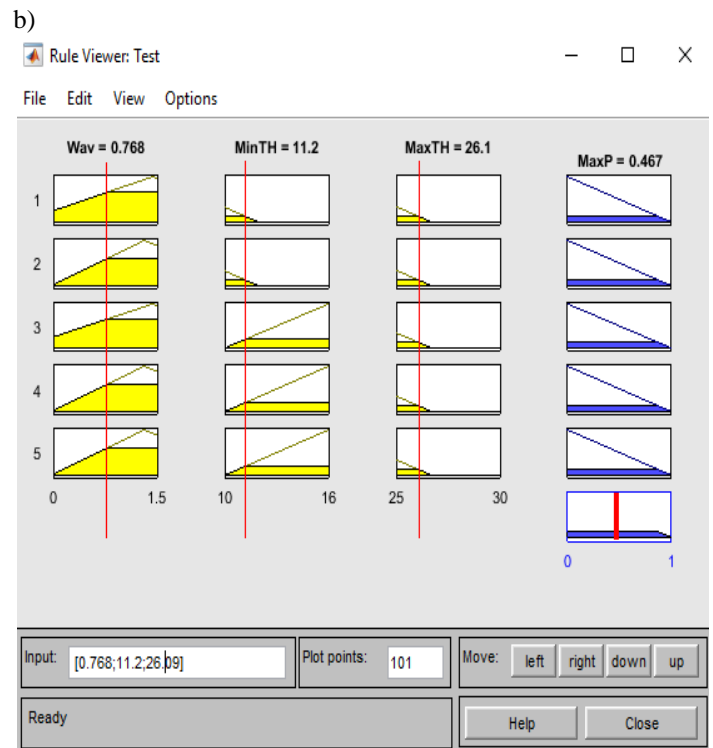 b)
Rule Viewer: Test
File Edit View Options
Wav = 0.768 MinTH = 11.2 MaxTH = 26.1 MaxP = 0.467
1
2
3
4
5
0 1.5 10 16 25 30
0 1
Input: [0.768;11.2;26.09] Plot points: 101 Move: left right down up
Ready Help Close